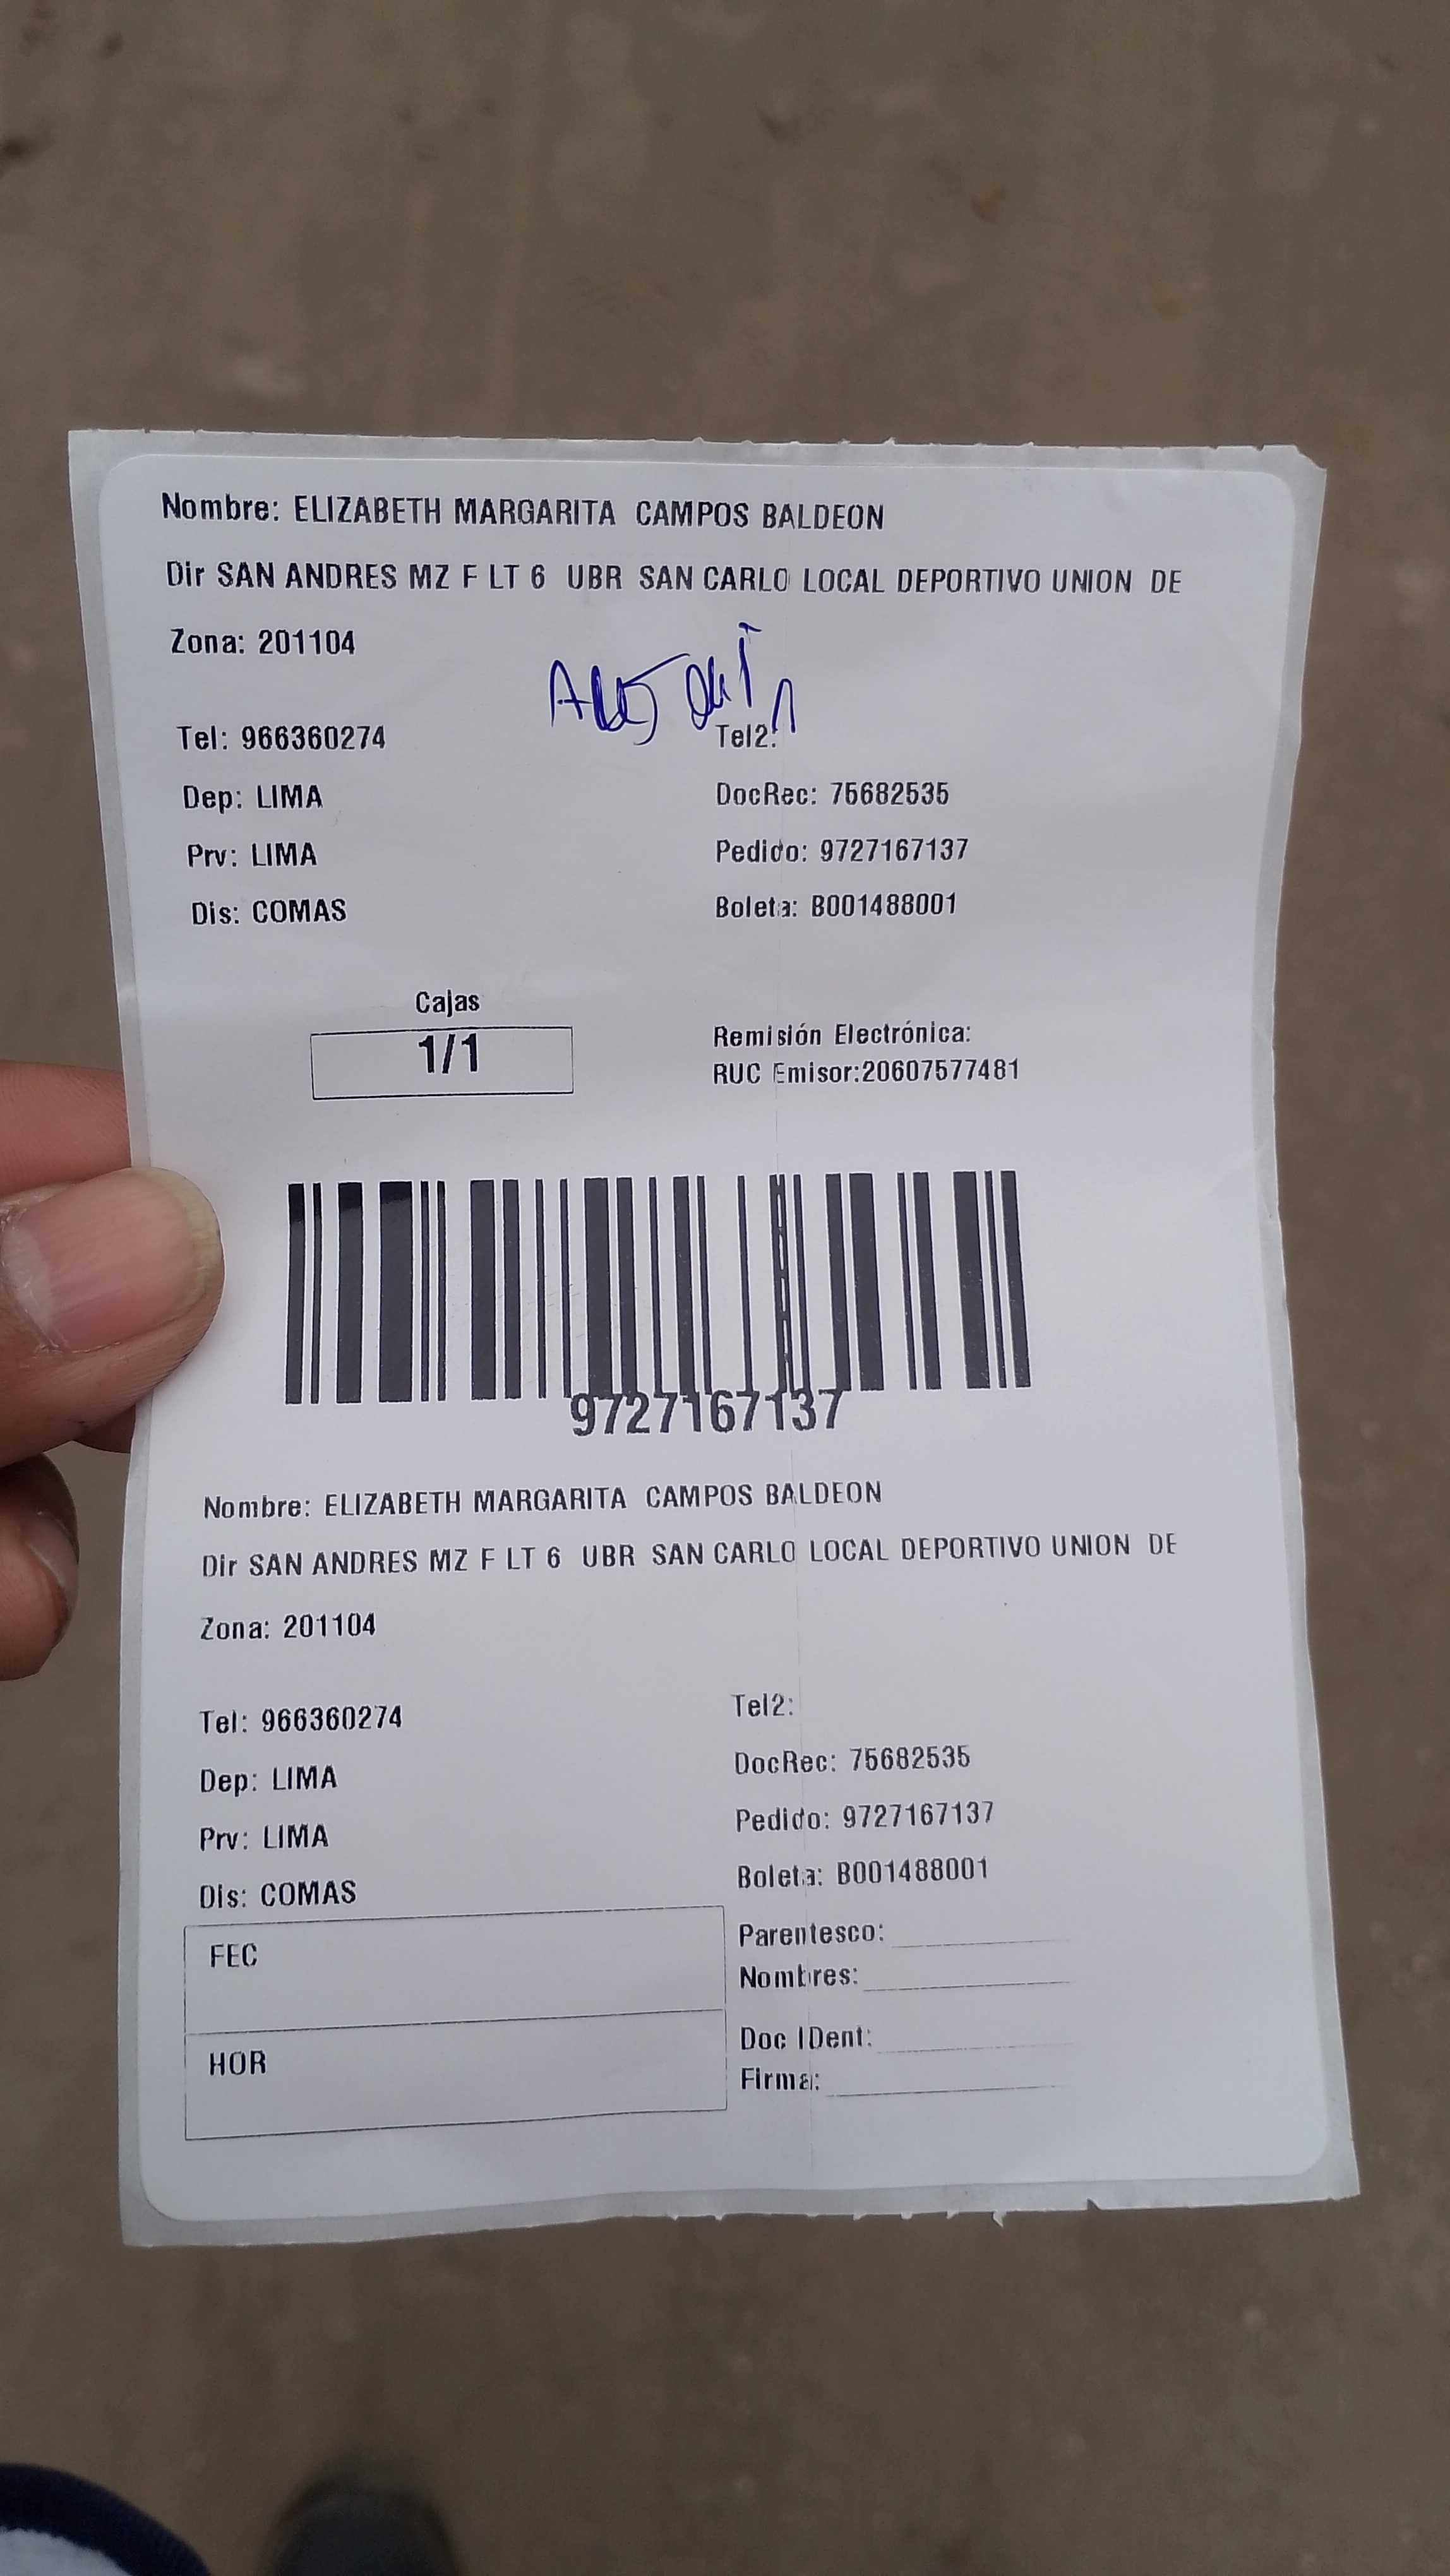 Nombre: ELIZABETH MARGARITA CAMPOS BALDEON
Dir SAN ANDRES MZ F LT 6 UBR SAN CARLO LOCAL DEPORTIVO UNION DE
Zona: 201104
Tel: 966360274 Tel2:
Dep: LIMA DocRec: 75682535
Prv: LIMA Pedido: 9727167137
Dis: COMAS Boleta: B001488001
Cajas
1/1
Remisión Electrónica:
RUC Emisor:20607577481
9727167137
Nombre: ELIZABETH MARGARITA CAMPOS BALDEON
Dir SAN ANDRES MZ F LT 6 UBR SAN CARLO LOCAL DEPORTIVO UNION DE
Zona: 201104
Tel: 966360274 Tel2:
Dep: LIMA DocRec: 75682535
Prv: LIMA Pedido: 9727167137
Dis: COMAS Boleta: B001488001
FEC
HOR
Parentesco:
Nombres:
Doc IDent:
Firma: